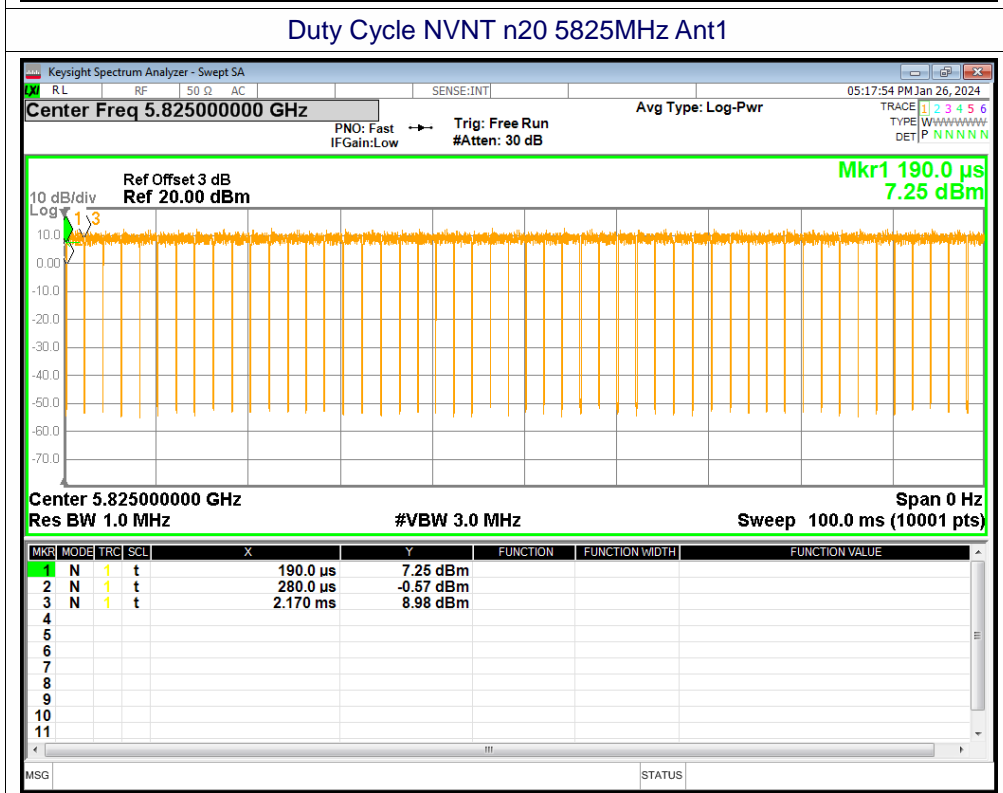 Duty Cycle NVNT n20 5825MHz Ant1
Keysight Spectrum Analyzer - Swept SA
LXI RL RF 50 Ω AC SENSE:INT 05:17:54 PM Jan 26, 2024
Center Freq 5.825000000 GHz Avg Type: Log-Pwr TRACE 1 2 3 4 5 6
PNO: Fast Trig: Free Run TYPE WWWWWW
IFGain:Low #Atten: 30 dB DET P N N N N N
Mkr1 190.0 µs
Ref Offset 3 dB
10 dB/div Ref 20.00 dBm 7.25 dBm
Log
1 3
10.0
0.00
-10.0
-20.0
-30.0
-40.0
-50.0
-60.0
-70.0
Center 5.825000000 GHz Span 0 Hz
Res BW 1.0 MHz #VBW 3.0 MHz Sweep 100.0 ms (10001 pts)
MKR MODE TRC SCL X Y FUNCTION FUNCTION WIDTH FUNCTION VALUE
1 N 1 t 190.0 µs 7.25 dBm
2 N 1 t 280.0 µs -0.57 dBm
3 N 1 t 2.170 ms 8.98 dBm
4
5
6
7
8
9
10
11
MSG STATUS